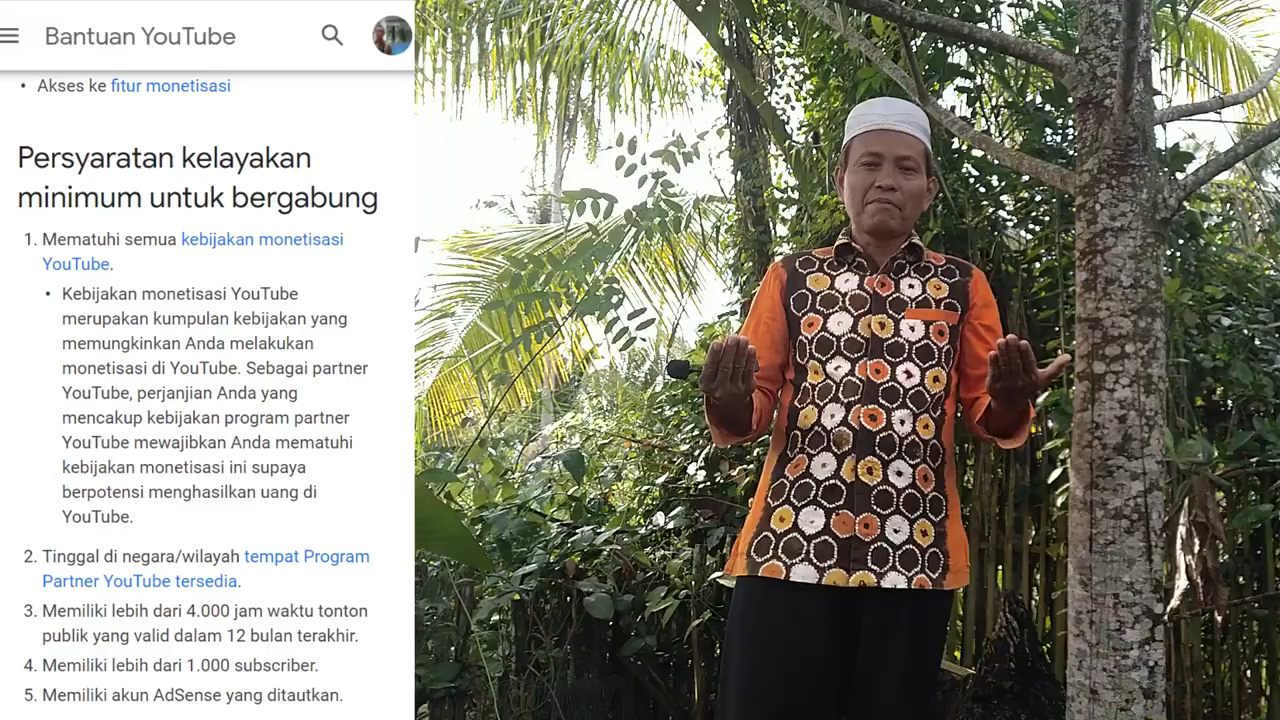 Bantuan YouTube
• Akses ke fitur monetisasi
Persyaratan kelayakan
minimum untuk bergabung
1. Mematuhi semua kebijakan monetisasi
YouTube.
• Kebijakan monetisasi YouTube
merupakan kumpulan kebijakan yang
memungkinkan Anda melakukan
monetisasi di YouTube. Sebagai partner
YouTube, perjanjian Anda yang
mencakup kebijakan program partner
YouTube mewajibkan Anda mematuhi
kebijakan monetisasi ini supaya
berpotensi menghasilkan uang di
YouTube.
2. Tinggal di negara/wilayah tempat Program
Partner YouTube tersedia.
3. Memiliki lebih dari 4.000 jam waktu tonton
publik yang valid dalam 12 bulan terakhir.
4. Memiliki lebih dari 1.000 subscriber.
5. Memiliki akun AdSense yang ditautkan.